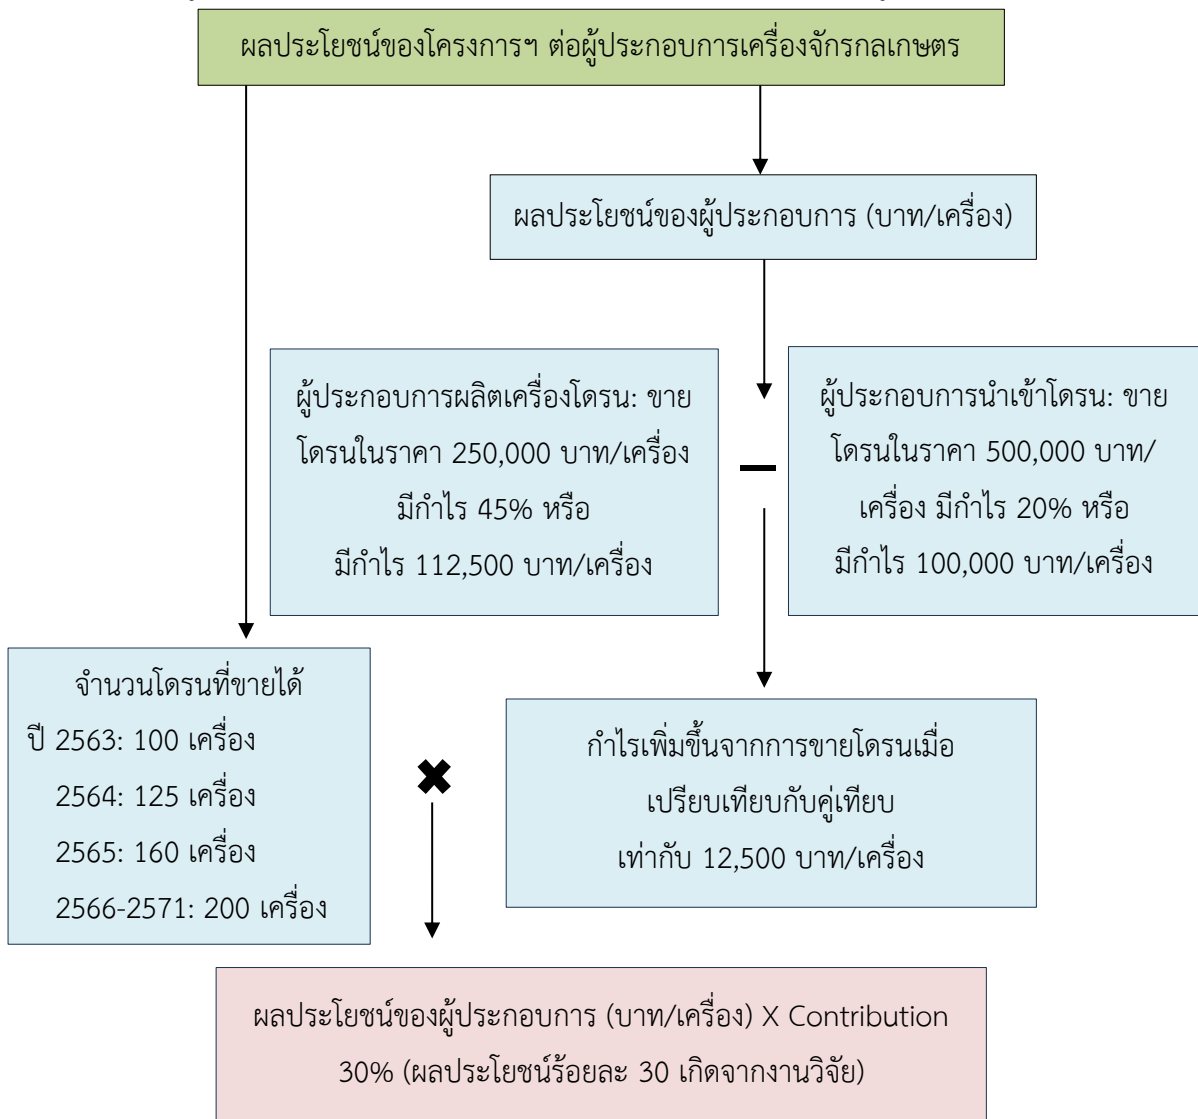 ผลประโยชน์ของโครงการฯ ต่อผู้ประกอบการเครื่องจักรกลเกษตร
ผลประโยชน์ของผู้ประกอบการ (บาท/เครื่อง)
ผู้ประกอบการผลิตเครื่องโดรน: ขาย
โดรนในราคา 250,000 บาท/เครื่อง
มีกำไร 45% หรือ
มีกำไร 112,500 บาท/เครื่อง
ผู้ประกอบการนำเข้าโดรน: ขาย
โดรนในราคา 500,000 บาท/
เครื่อง มีกำไร 20% หรือ
มีกำไร 100,000 บาท/เครื่อง
จำนวนโดรนที่ขายได้
ปี 2563: 100 เครื่อง
2564: 125 เครื่อง
2565: 160 เครื่อง
2566-2571: 200 เครื่อง
กำไรเพิ่มขึ้นจากการขายโดรนเมื่อ
เปรียบเทียบกับคู่เทียบ
เท่ากับ 12,500 บาท/เครื่อง
ผลประโยชน์ของผู้ประกอบการ (บาท/เครื่อง) X Contribution
30% (ผลประโยชน์ร้อยละ 30 เกิดจากงานวิจัย)